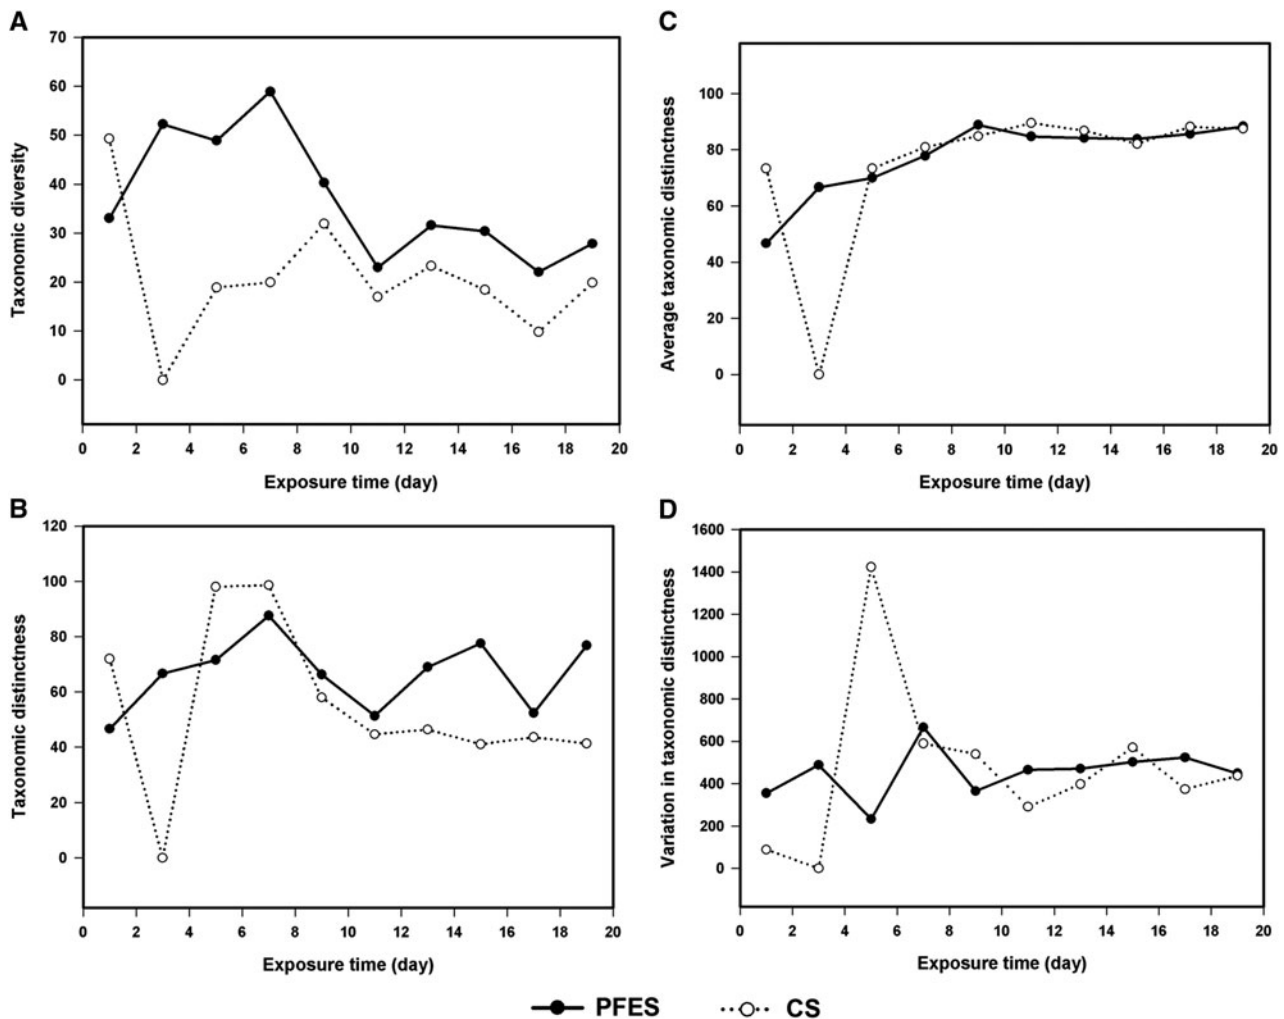 A
70
60
50
40
30
20
10
0
Taxonomic diversity
0 2 4 6 8 10 12 14 16 18 20
Exposure time (day)
B
120
100
80
60
40
20
0
Taxonomic distinctness
0 2 4 6 8 10 12 14 16 18 20
Exposure time (day)
C
100
80
60
40
20
0
Average taxonomic distinctness
0 2 4 6 8 10 12 14 16 18 20
Exposure time (day)
D
1600
1400
1200
1000
800
600
400
200
0
Variation in taxonomic distinctness
0 2 4 6 8 10 12 14 16 18 20
Exposure time (day)
PFES CS